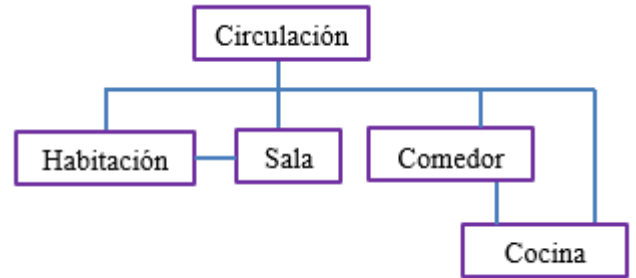 Circulación
Habitación
Sala
Comedor
Cocina